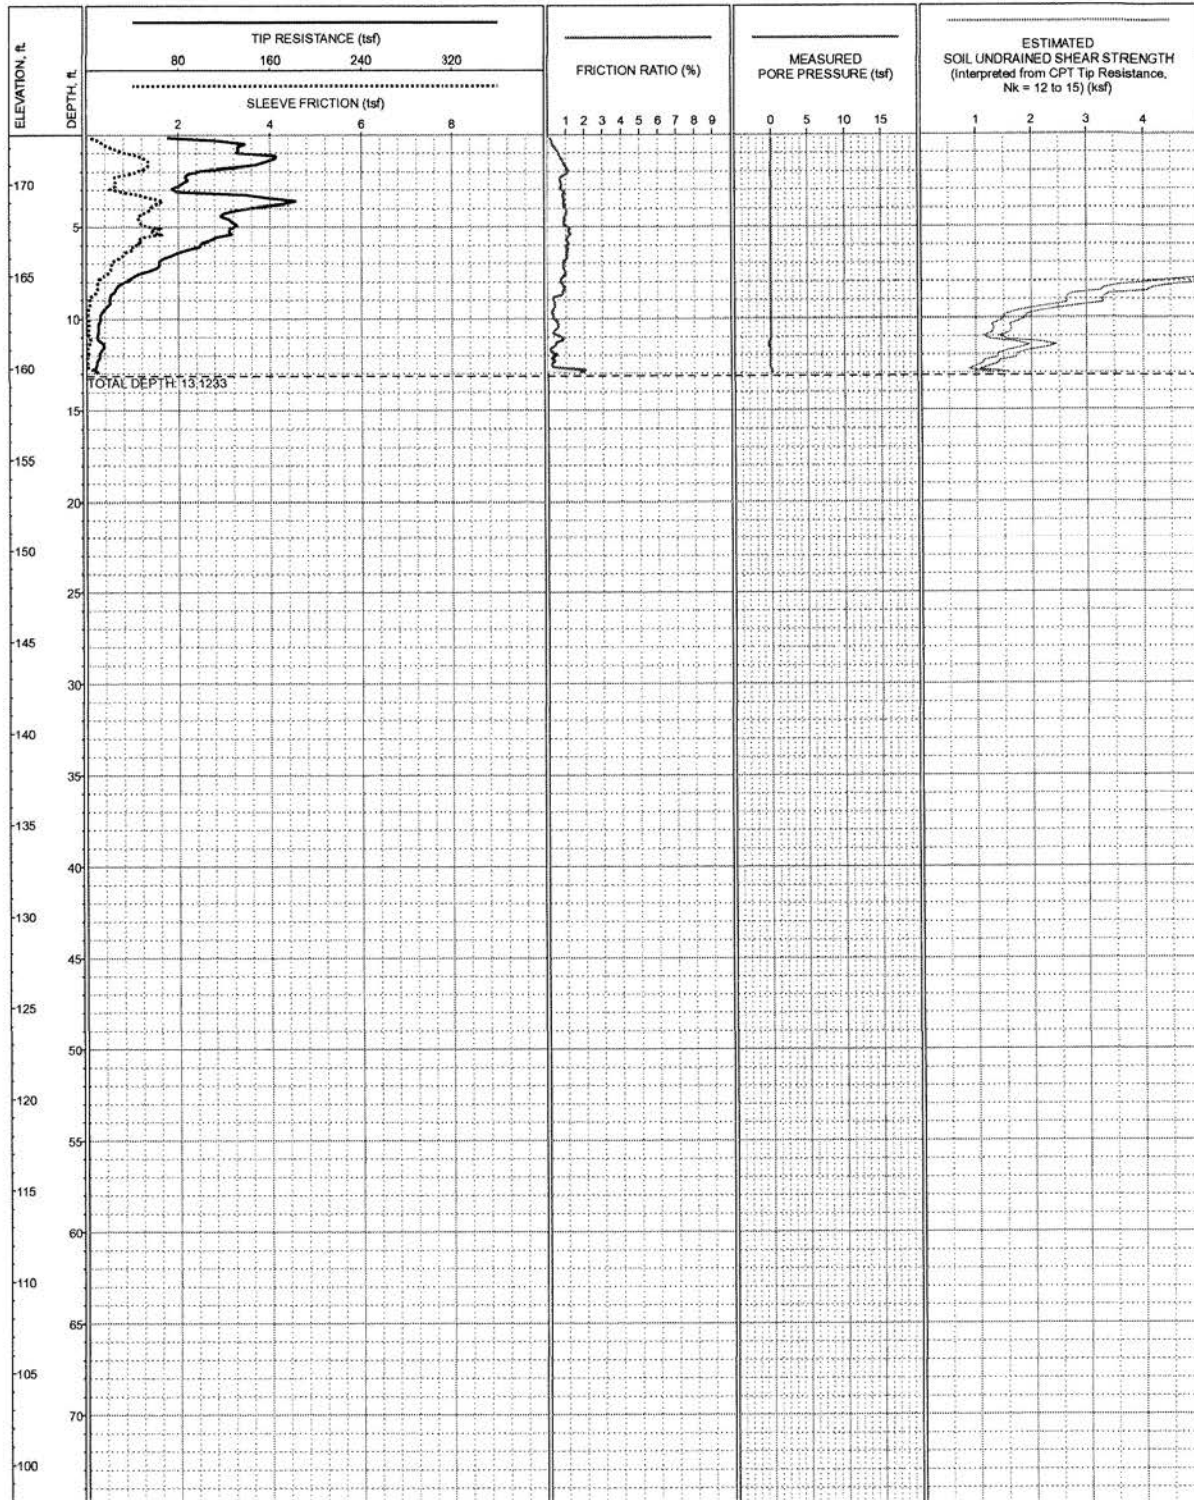 ELEVATION, ft.
DEPTH, ft.
TIP RESISTANCE (tsf)
80 160 240 320
SLEEVE FRICTION (tsf)
2 4 6 8
FRICTION RATIO (%)
1 2 3 4 5 6 7 8 9
MEASURED
PORE PRESSURE (tsf)
0 5 10 15
ESTIMATED
SOIL UNDRAINED SHEAR STRENGTH
(Interpreted from CPT Tip Resistance,
Nk = 12 to 15) (ksf)
1 2 3 4
170
5
165
10
160
TOTAL DEPTH: 13.1233
15
155
20
150
25
145
30
140
35
135
40
130
45
125
50
120
55
115
60
110
65
105
70
100